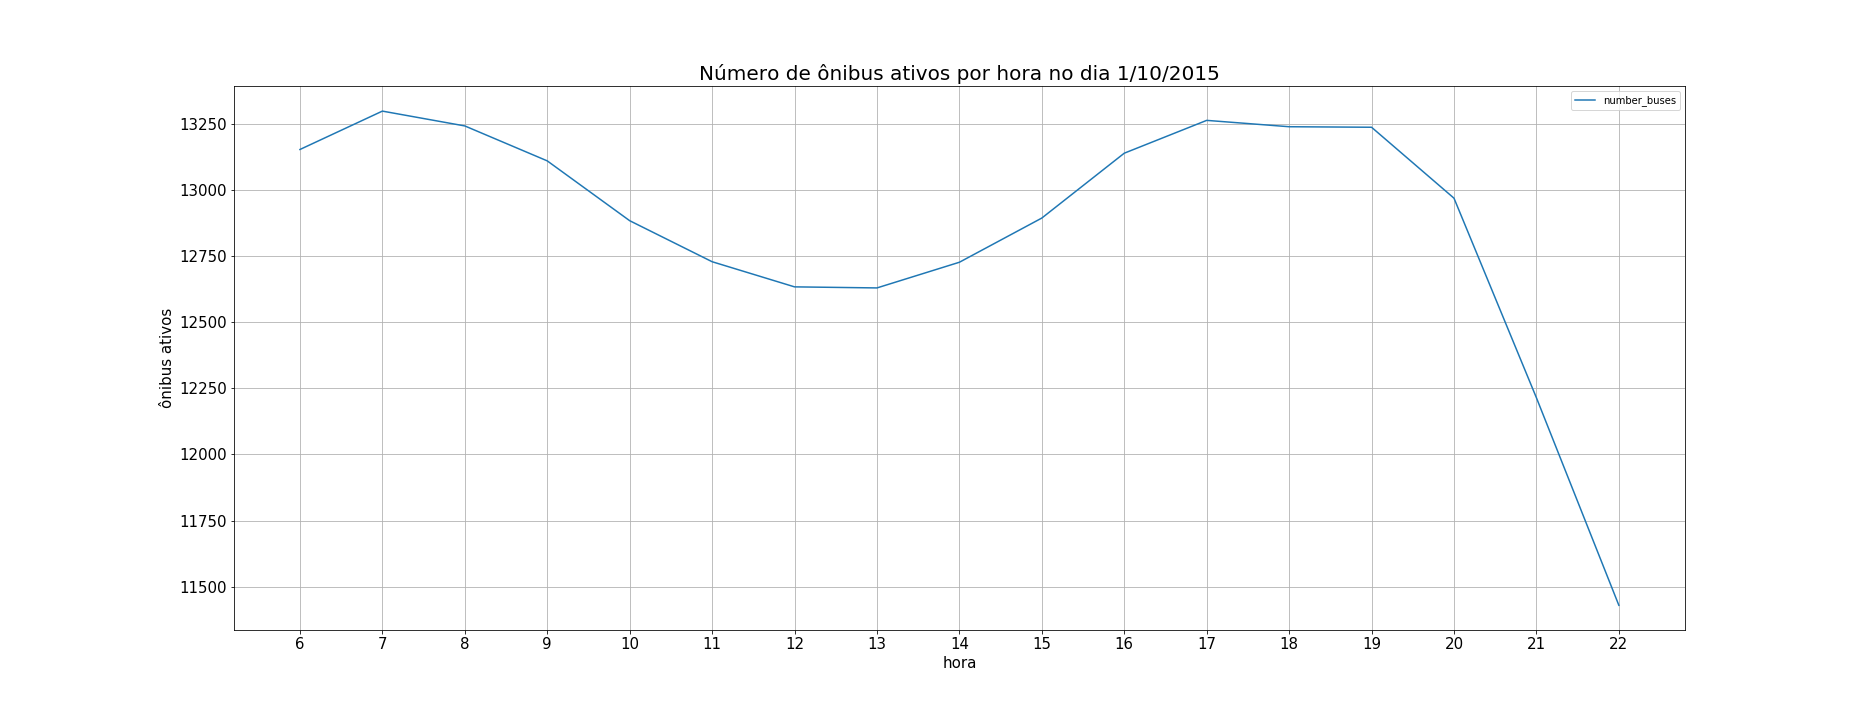 Número de ônibus ativos por hora no dia 1/10/2015
number_buses
13250
13000
12750
12500
12250
12000
11750
11500
ônibus ativos
6 7 8 9 10 11 12 13 14 15 16 17 18 19 20 21 22
hora